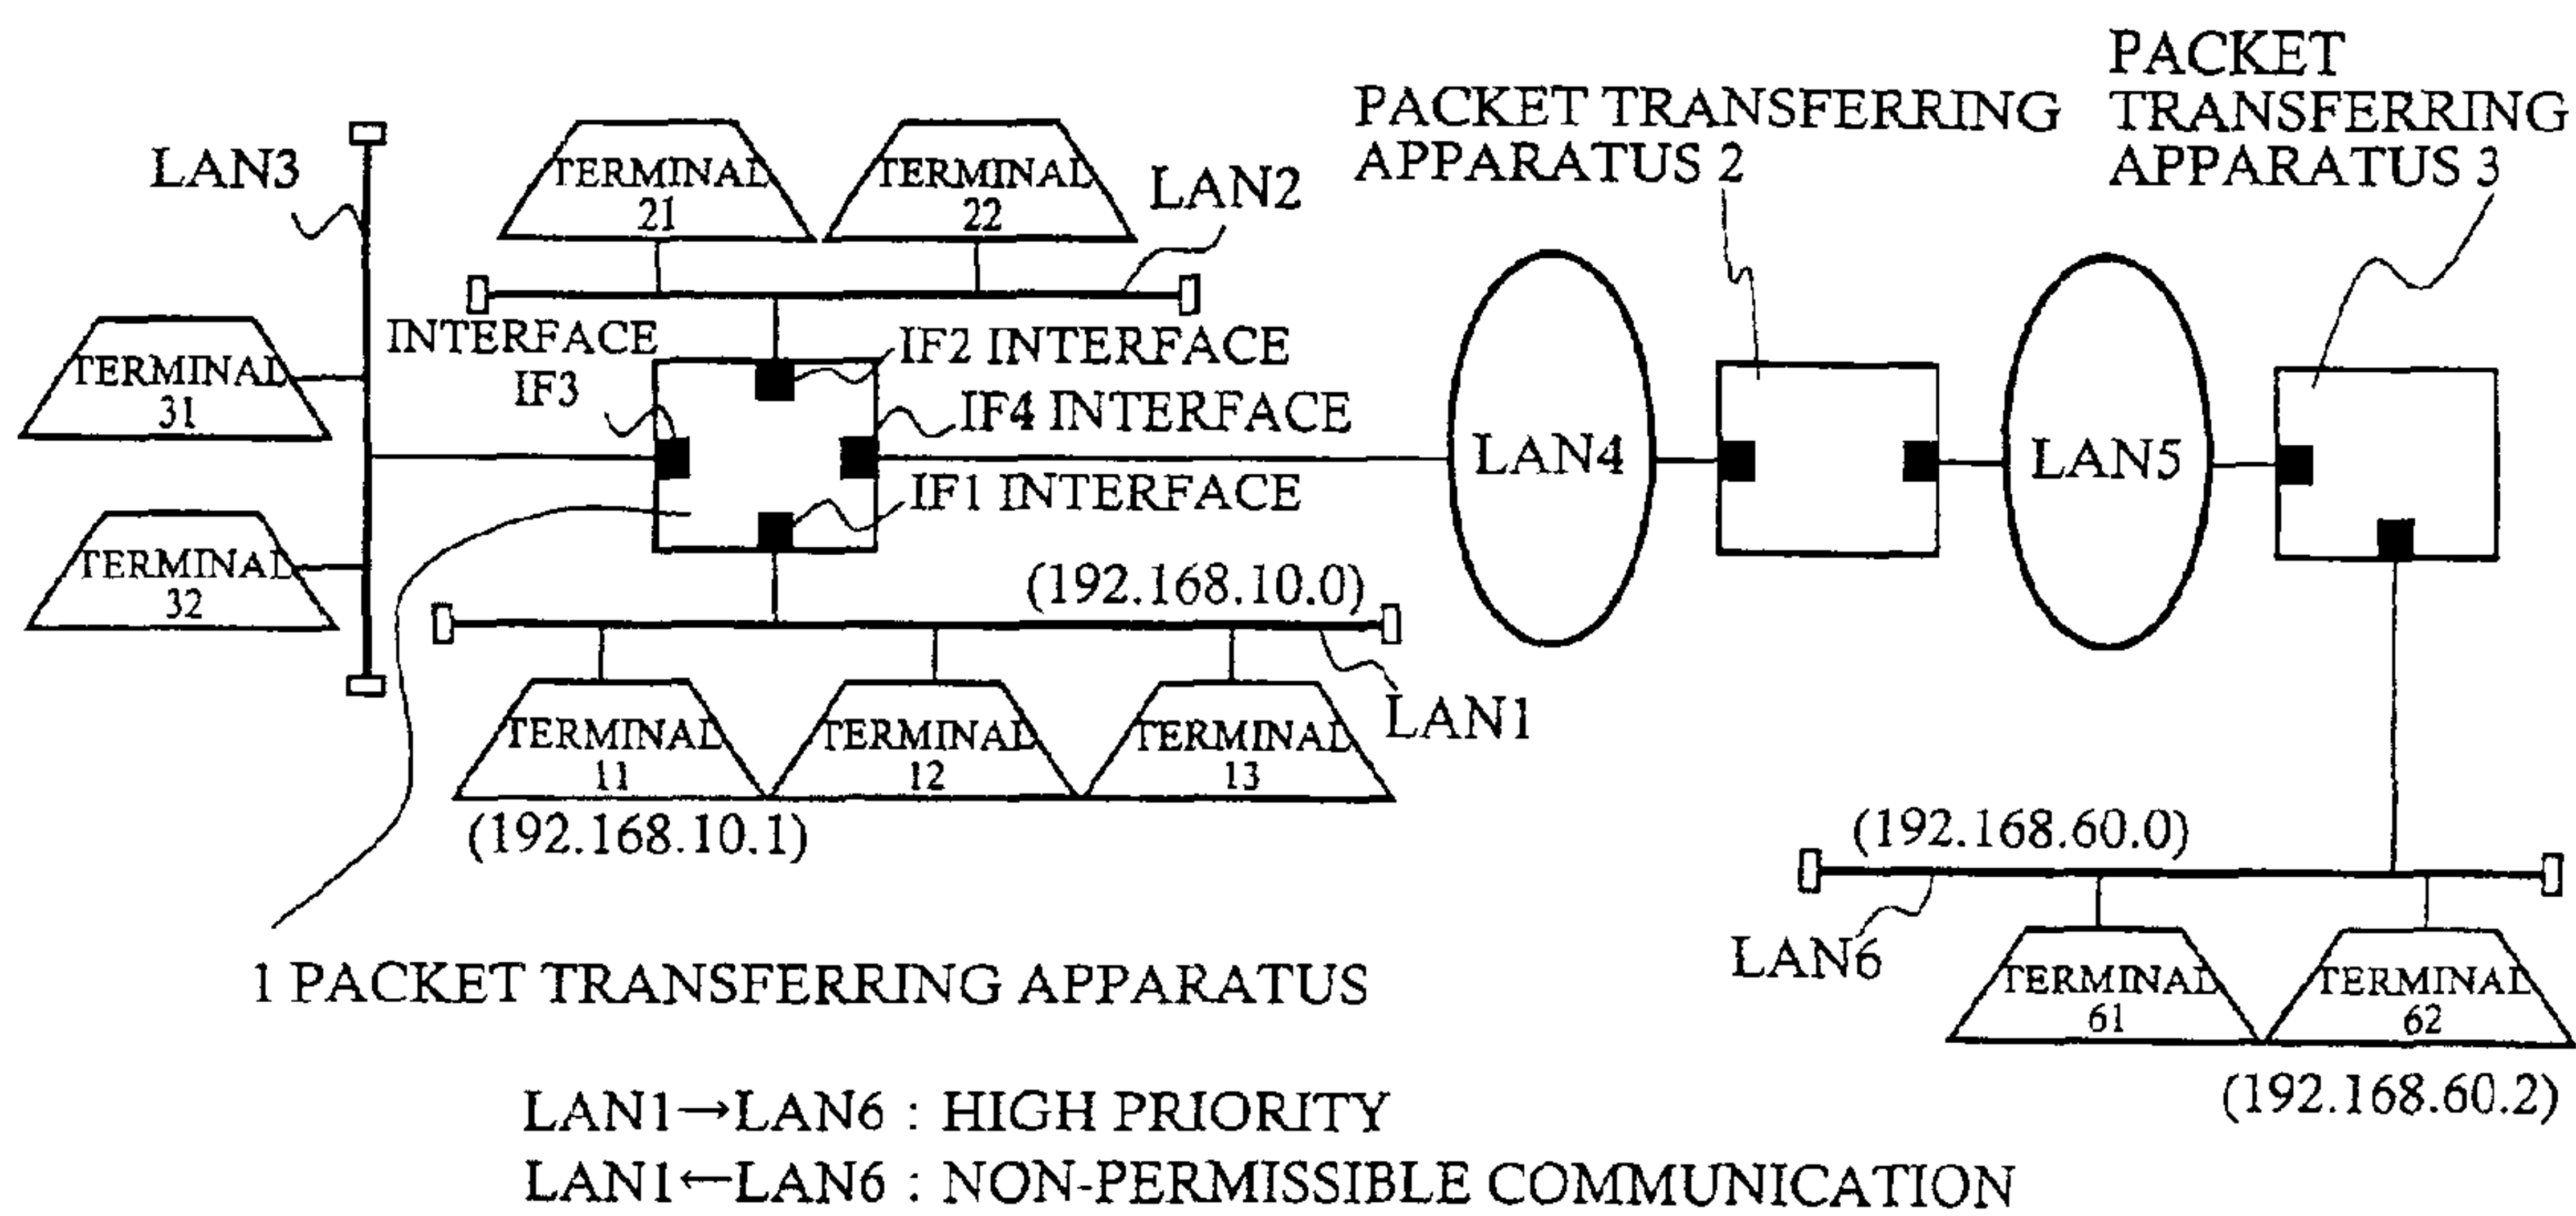 PACKET
TRANSFERRING
APPARATUS 3
PACKET TRANSFERRING
APPARATUS 2
LAN3
TERMINAL
21
TERMINAL
22
LAN2
INTERFACE
IF3
IF2 INTERFACE
IF4 INTERFACE
IF1 INTERFACE
TERMINAL
31
TERMINAL
32
LAN4
LAN5
(192.168.10.0)
LAN1
TERMINAL
11
TERMINAL
12
TERMINAL
13
(192.168.10.1)
(192.168.60.0)
LAN6
TERMINAL
61
TERMINAL
62
(192.168.60.2)
1 PACKET TRANSFERRING APPARATUS
LAN1→LAN6 : HIGH PRIORITY
LAN1←LAN6 : NON-PERMISSIBLE COMMUNICATION